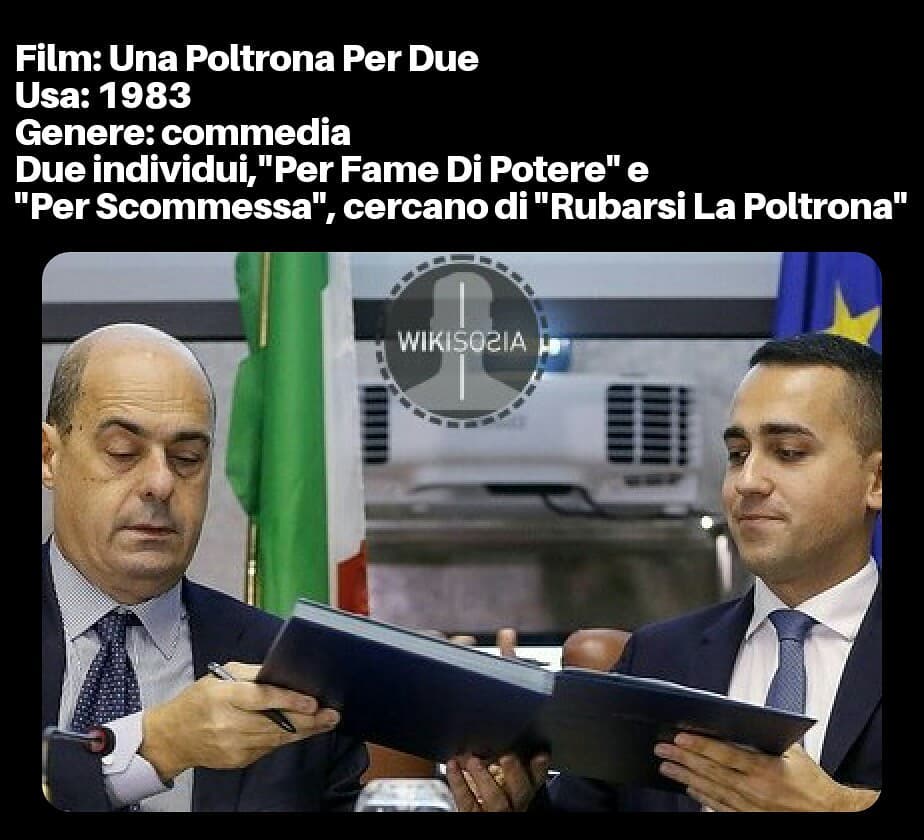 Film: Una Poltrona Per Due
Usa: 1983
Genere: commedia
Due individui,"Per Fame Di Potere" e
"Per Scommessa", cercano di "Rubarsi La Poltrona"
WIKISOSIA